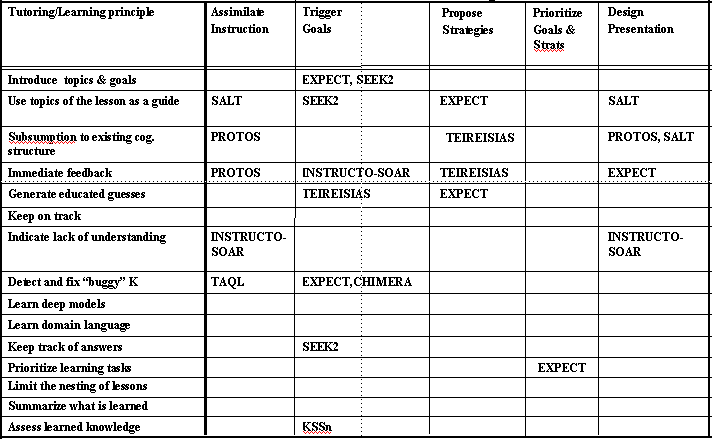 Tutoring/Learning principle Assimilate Instruction Trigger Goals Propose Strategies Prioritize Goals & Strats Design Presentation
Introduce topics & goals EXPECT, SEEK2
Use topics of the lesson as a guide SALT SEEK2 EXPECT SALT
Subsumption to existing cog. structure PROTOS TEIREISIAS PROTOS, SALT
Immediate feedback PROTOS INSTRUCTO-SOAR TEIREISIAS EXPECT
Generate educated guesses TEIREISIAS EXPECT
Keep on track
Indicate lack of understanding INSTRUCTO-SOAR INSTRUCTO-SOAR
Detect and fix “buggy” K TAQL EXPECT,CHIMERA
Learn deep models
Learn domain language
Keep track of answers SEEK2
Prioritize learning tasks EXPECT
Limit the nesting of lessons
Summarize what is learned
Assess learned knowledge KSSn